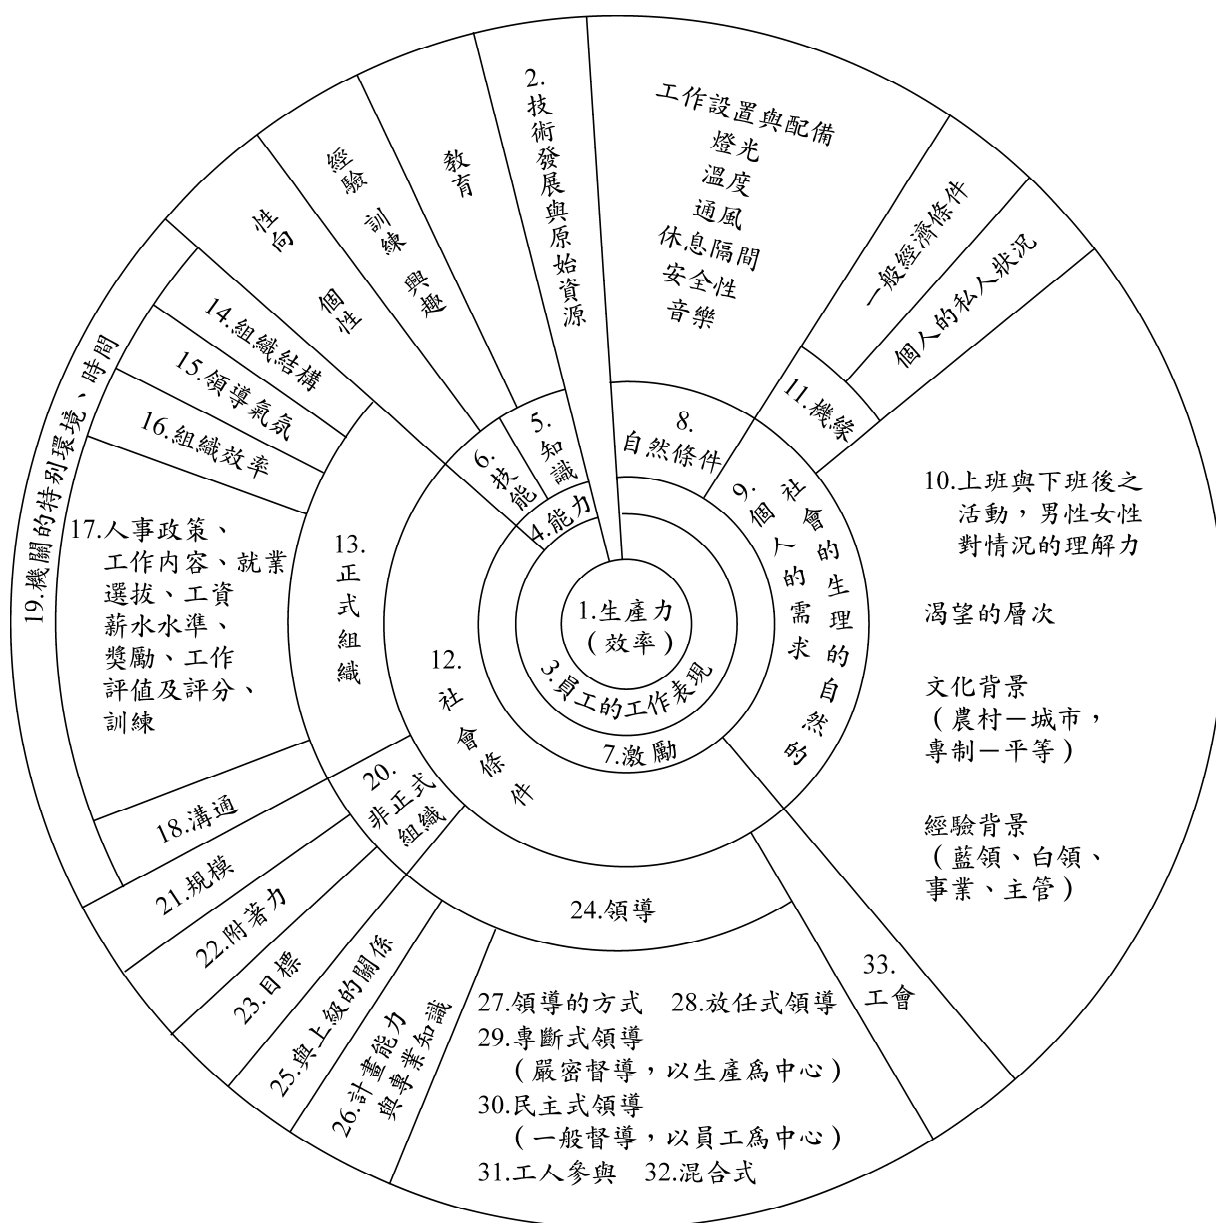 1.生產力
（效率）
2.技術發展與原始資源
3.員工的工作表現
4.能力
5.知識
教育
6.技能
經驗 訓練 興趣
性向 個性
7.激勵
8.
自然條件
工作設置與配備
燈光
溫度
通風
休息隔間
安全性
音樂
9.個人的需求
社會的生理的自然的
10.上班與下班後之
活動，男性女性
對情況的理解力
渴望的層次
文化背景
（農村－城市，
專制－平等）
經驗背景
（藍領、白領、
事業、主管）
11.機緣
一般經濟條件
個人的私人狀況
12.社會條件
13.正式組織
14.組織結構
15.領導氣氛
16.組織效率
17.人事政策、
工作內容、就業
選拔、工資
薪水水準、
獎勵、工作
評值及評分、
訓練
18.溝通
19.機關的特別環境、時間
20.
非正式
組織
21.規模
22.附著力
23.目標
24.領導
25.與上級的關係
26.計畫能力
與專業知識
27.領導的方式　28.放任式領導
29.專斷式領導
（嚴密督導，以生產為中心）
30.民主式領導
（一般督導，以員工為中心）
31.工人參與　32.混合式
33.
工會